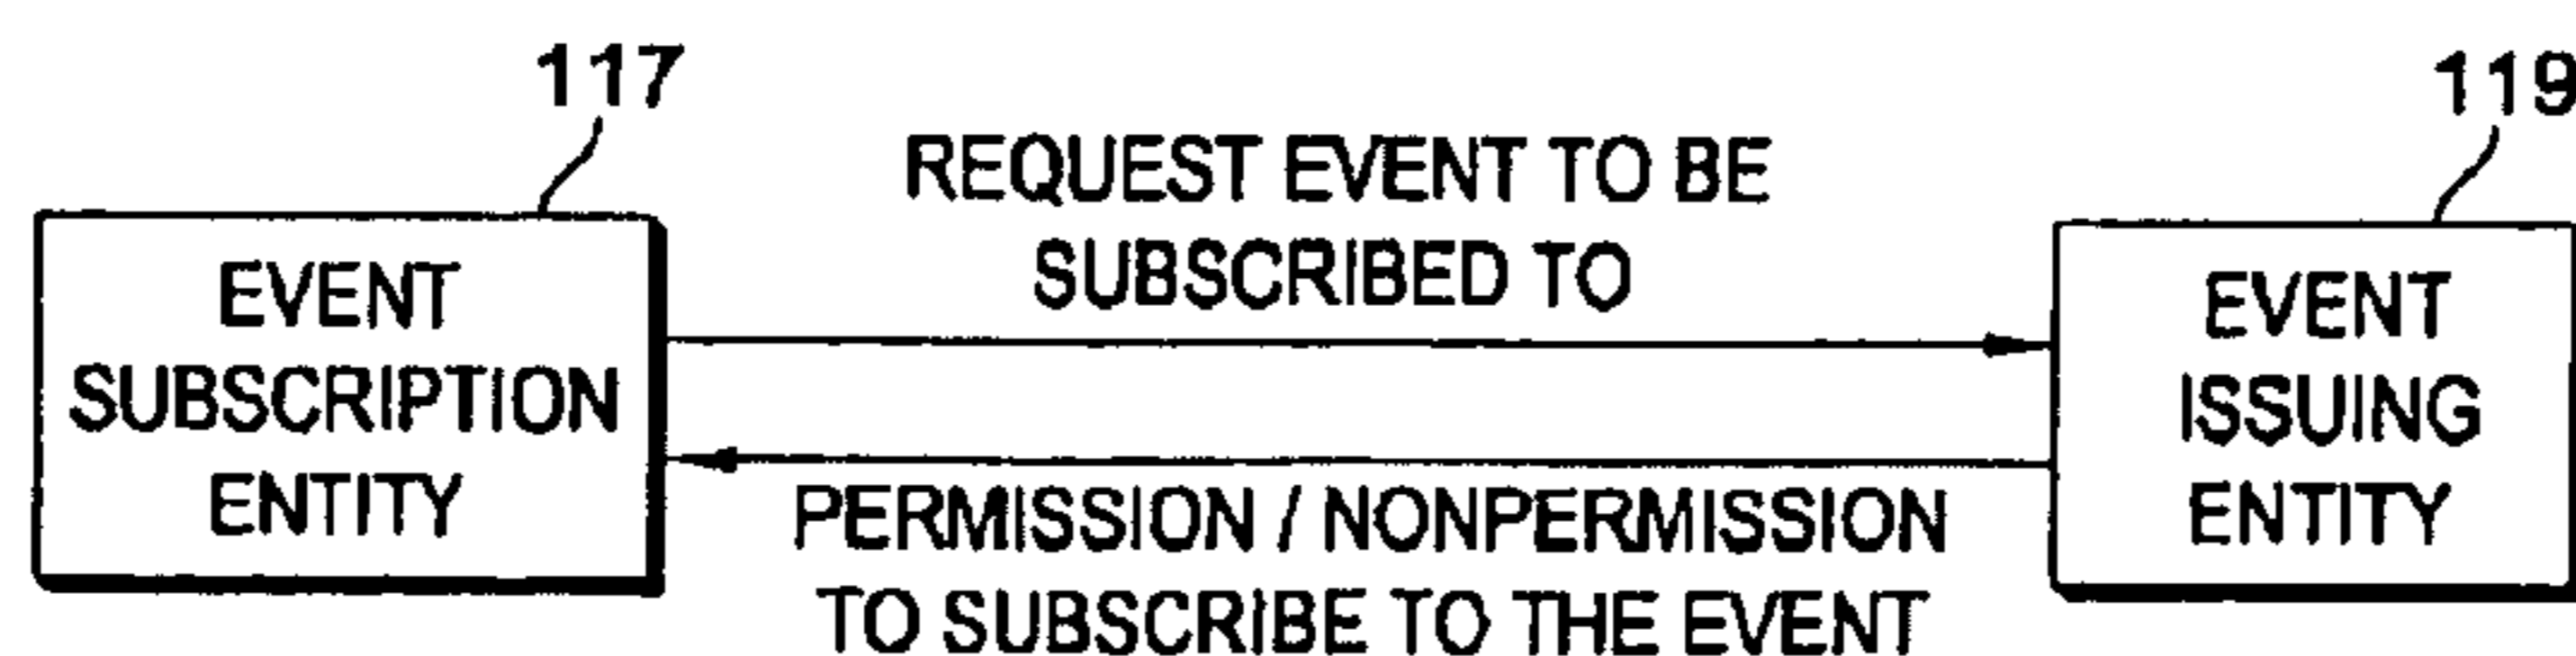 117
119
REQUEST EVENT TO BE
SUBSCRIBED TO
EVENT
SUBSCRIPTION
ENTITY
EVENT
ISSUING
ENTITY
PERMISSION / NONPERMISSION
TO SUBSCRIBE TO THE EVENT